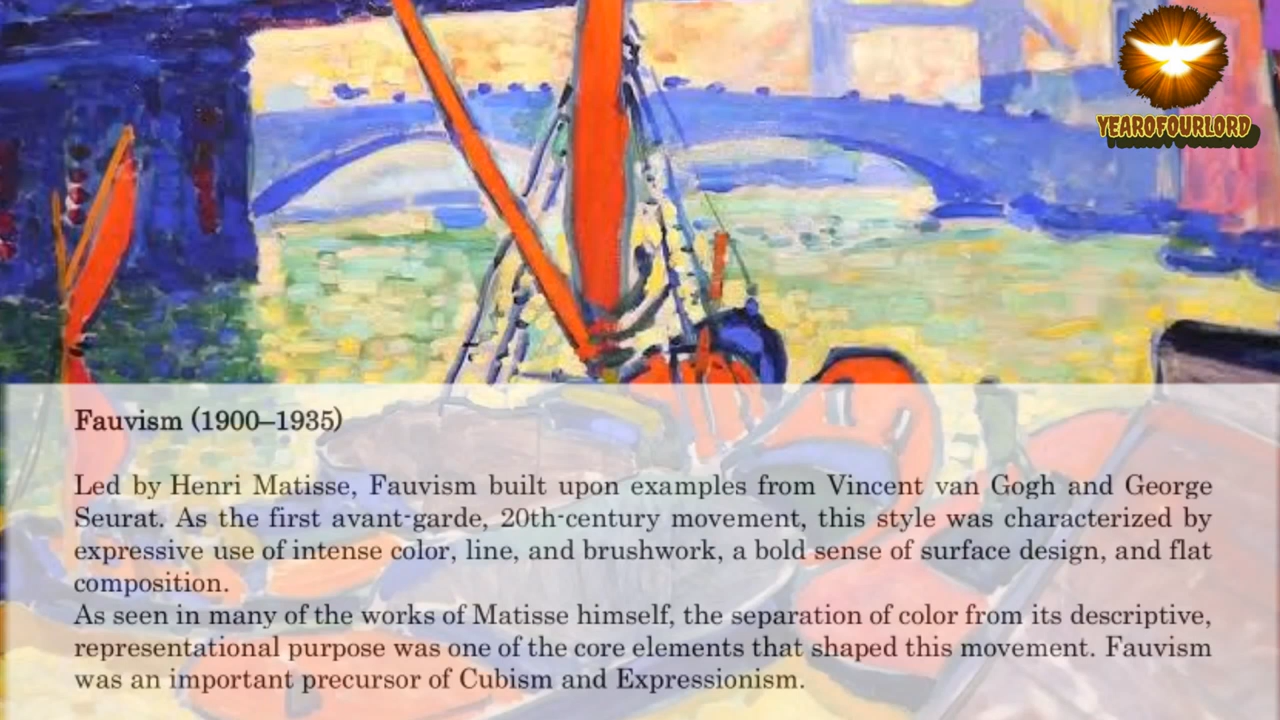 YEAROFOURLORD
Fauvism (1900–1935)
Led by Henri Matisse, Fauvism built upon examples from Vincent van Gogh and George
Seurat. As the first avant-garde, 20th-century movement, this style was characterized by
expressive use of intense color, line, and brushwork, a bold sense of surface design, and flat
composition.
As seen in many of the works of Matisse himself, the separation of color from its descriptive,
representational purpose was one of the core elements that shaped this movement. Fauvism
was an important precursor of Cubism and Expressionism.